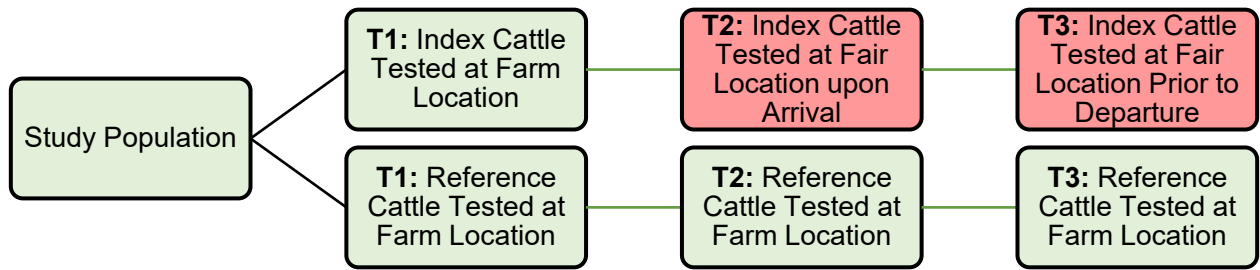 Study Population
T1: Index Cattle
Tested at Farm
Location
T2: Index Cattle
Tested at Fair
Location upon
Arrival
T3: Index Cattle
Tested at Fair
Location Prior to
Departure
T1: Reference
Cattle Tested at
Farm Location
T2: Reference
Cattle Tested at
Farm Location
T3: Reference
Cattle Tested at
Farm Location